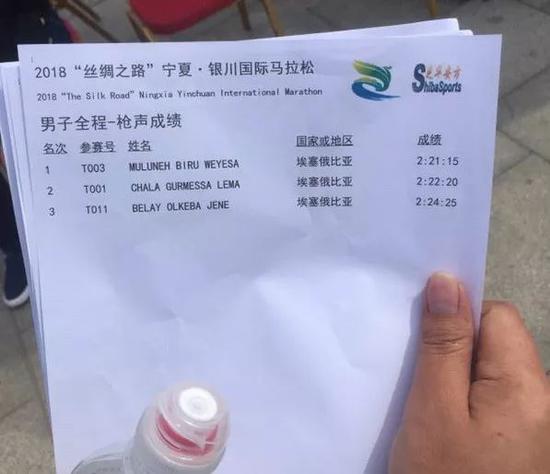 2018 “丝绸之路”宁夏·银川国际马拉松
2018 “The Silk Road”Ningxia Yinchuan International Marathon
ShibaSports
男子全程-枪声成绩
名次 参赛号 姓名 国家或地区 成绩
1 T003 MULUNEH BIRU WEYESA 埃塞俄比亚 2:21:15
2 T001 CHALA GURMESSA LEMA 埃塞俄比亚 2:22:20
3 T011 BELAY OLKEBA JENE 埃塞俄比亚 2:24:25